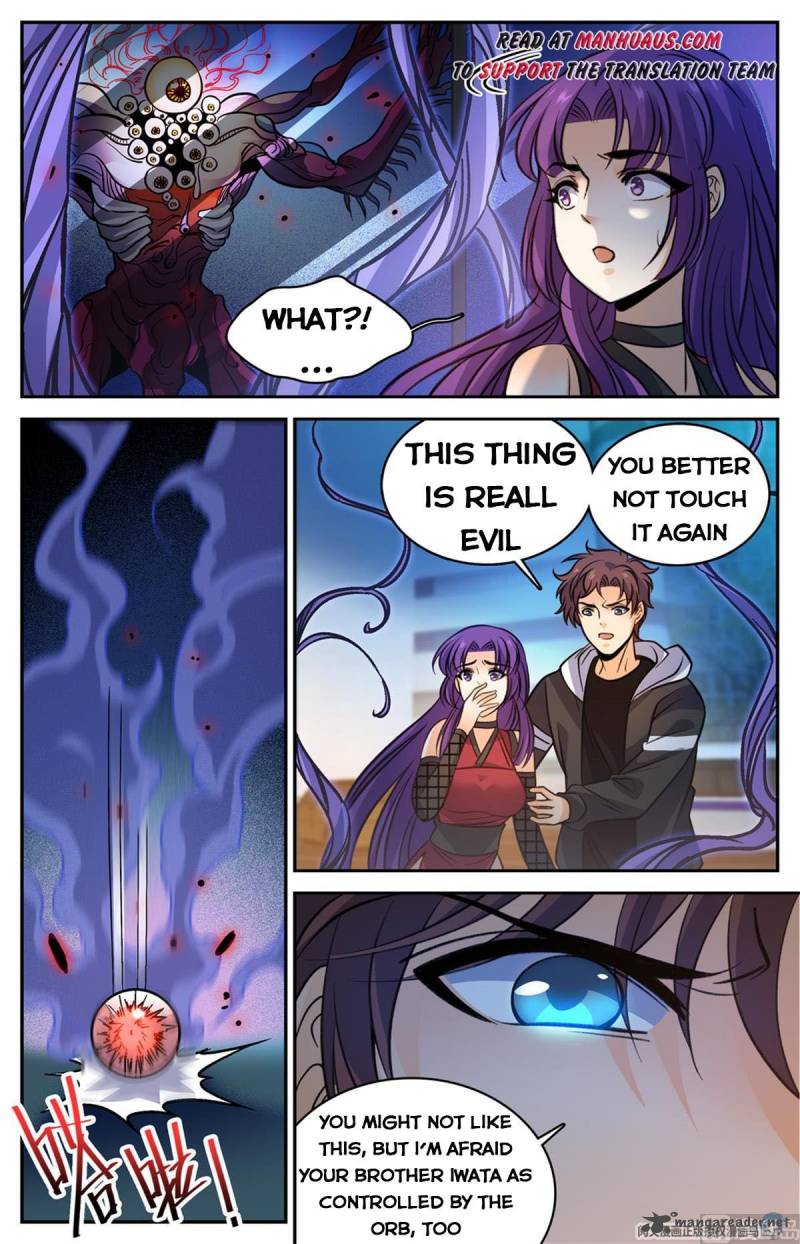 READ AT MANHUAUS.COM
TO SUPPORT THE TRANSLATION TEAM
WHAT?!
...
THIS THING
IS REALL
EVIL
YOU BETTER
NOT TOUCH
IT AGAIN
YOU MIGHT NOT LIKE
THIS, BUT I'M AFRAID
YOUR BROTHER IWATA AS
CONTROLLED BY THE
ORB, TOO
mangareader.net